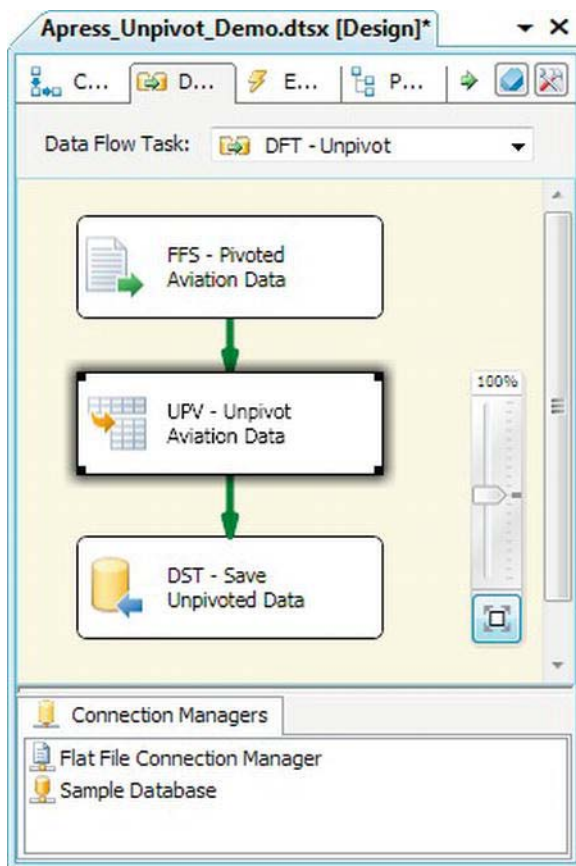 Apress_Unpivot_Demo.dtsx [Design]*
C... D... E... P...
Data Flow Task: DFT - Unpivot
FFS - Pivoted
Aviation Data
UPV - Unpivot
Aviation Data
100%
DST - Save
Unpivoted Data
Connection Managers
Flat File Connection Manager
Sample Database